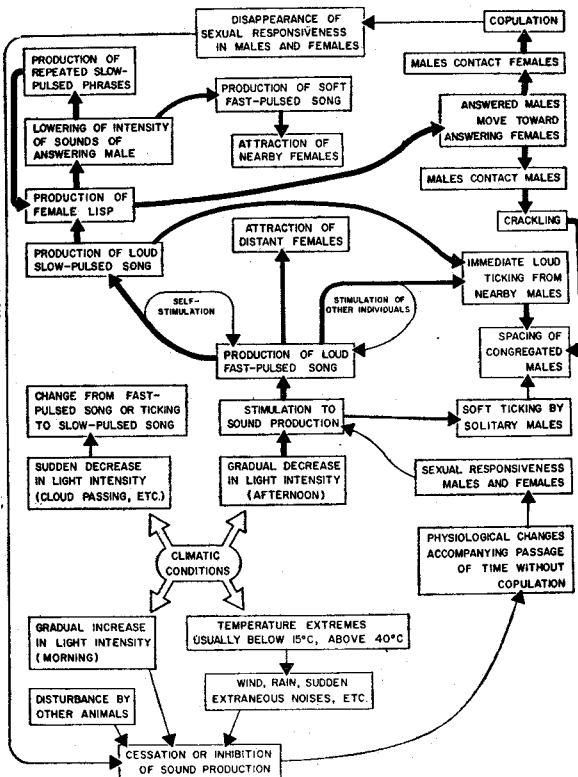 DISAPPEARANCE OF
SEXUAL RESPONSIVENESS
IN MALES AND FEMALES
COPULATION
PRODUCTION OF
REPEATED SLOW-
PULSED PHRASES
MALES CONTACT FEMALES
PRODUCTION OF SOFT
FAST-PULSED SONG
LOWERING OF INTENSITY
OF SOUNDS OF
ANSWERING MALE
ANSWERED MALES
MOVE TOWARD
ANSWERING FEMALES
ATTRACTION OF
NEARBY FEMALES
MALES CONTACT MALES
PRODUCTION OF
FEMALE LISP
CRACKLING
ATTRACTION OF
DISTANT FEMALES
PRODUCTION OF LOUD
SLOW-PULSED SONG
IMMEDIATE LOUD
TICKING FROM
NEARBY MALES
SELF-
STIMULATION
STIMULATION OF
OTHER INDIVIDUALS
SPACING OF
CONGREGATED
MALES
PRODUCTION OF LOUD
FAST-PULSED SONG
CHANGE FROM FAST-
PULSED SONG OR TICKING
TO SLOW-PULSED SONG
STIMULATION TO
SOUND PRODUCTION
SOFT TICKING BY
SOLITARY MALES
SUDDEN DECREASE
IN LIGHT INTENSITY
(CLOUD PASSING, ETC.)
GRADUAL DECREASE
IN LIGHT INTENSITY
(AFTERNOON)
SEXUAL RESPONSIVENESS
MALES AND FEMALES
CLIMATIC
CONDITIONS
PHYSIOLOGICAL CHANGES
ACCOMPANYING PASSAGE
OF TIME WITHOUT
COPULATION
GRADUAL INCREASE
IN LIGHT INTENSITY
(MORNING)
TEMPERATURE EXTREMES
USUALLY BELOW 15°C, ABOVE 40°C
WIND, RAIN, SUDDEN
EXTRANEOUS NOISES, ETC.
DISTURBANCE BY
OTHER ANIMALS
CESSATION OR INHIBITION
OF SOUND PRODUCTION